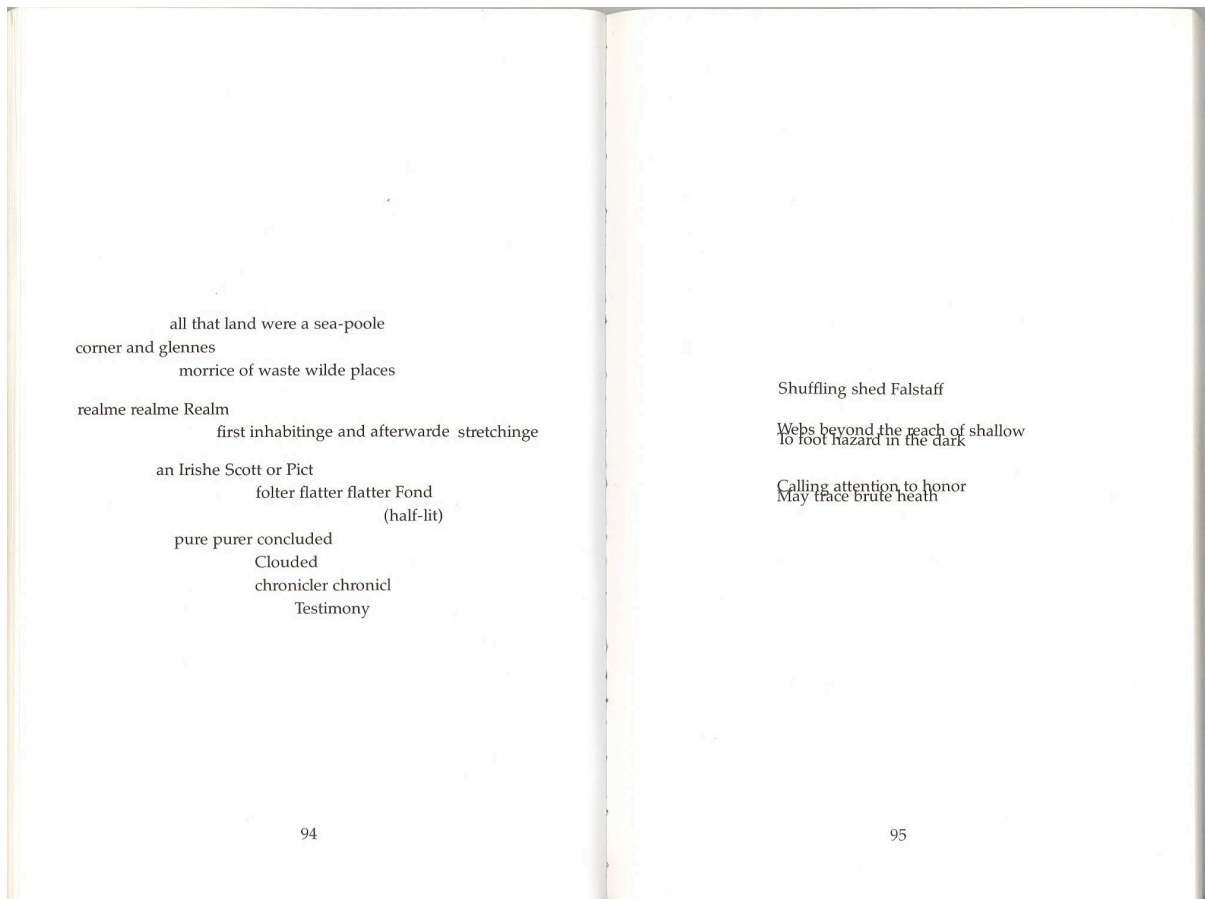 all that land were a sea-poole
corner and glennes
morrice of waste wilde places
realme realme Realm
first inhabitinge and afterwarde stretchinge
an Irishe Scott or Pict
folter flatter flatter Fond
(half-lit)
pure purer concluded
Clouded
chronicler chronicl
Testimony
94
Shuffling shed Falstaff
Webs beyond the reach of shallow
To foot hazard in the dark
Calling attention to honor
May trace brute heath
95